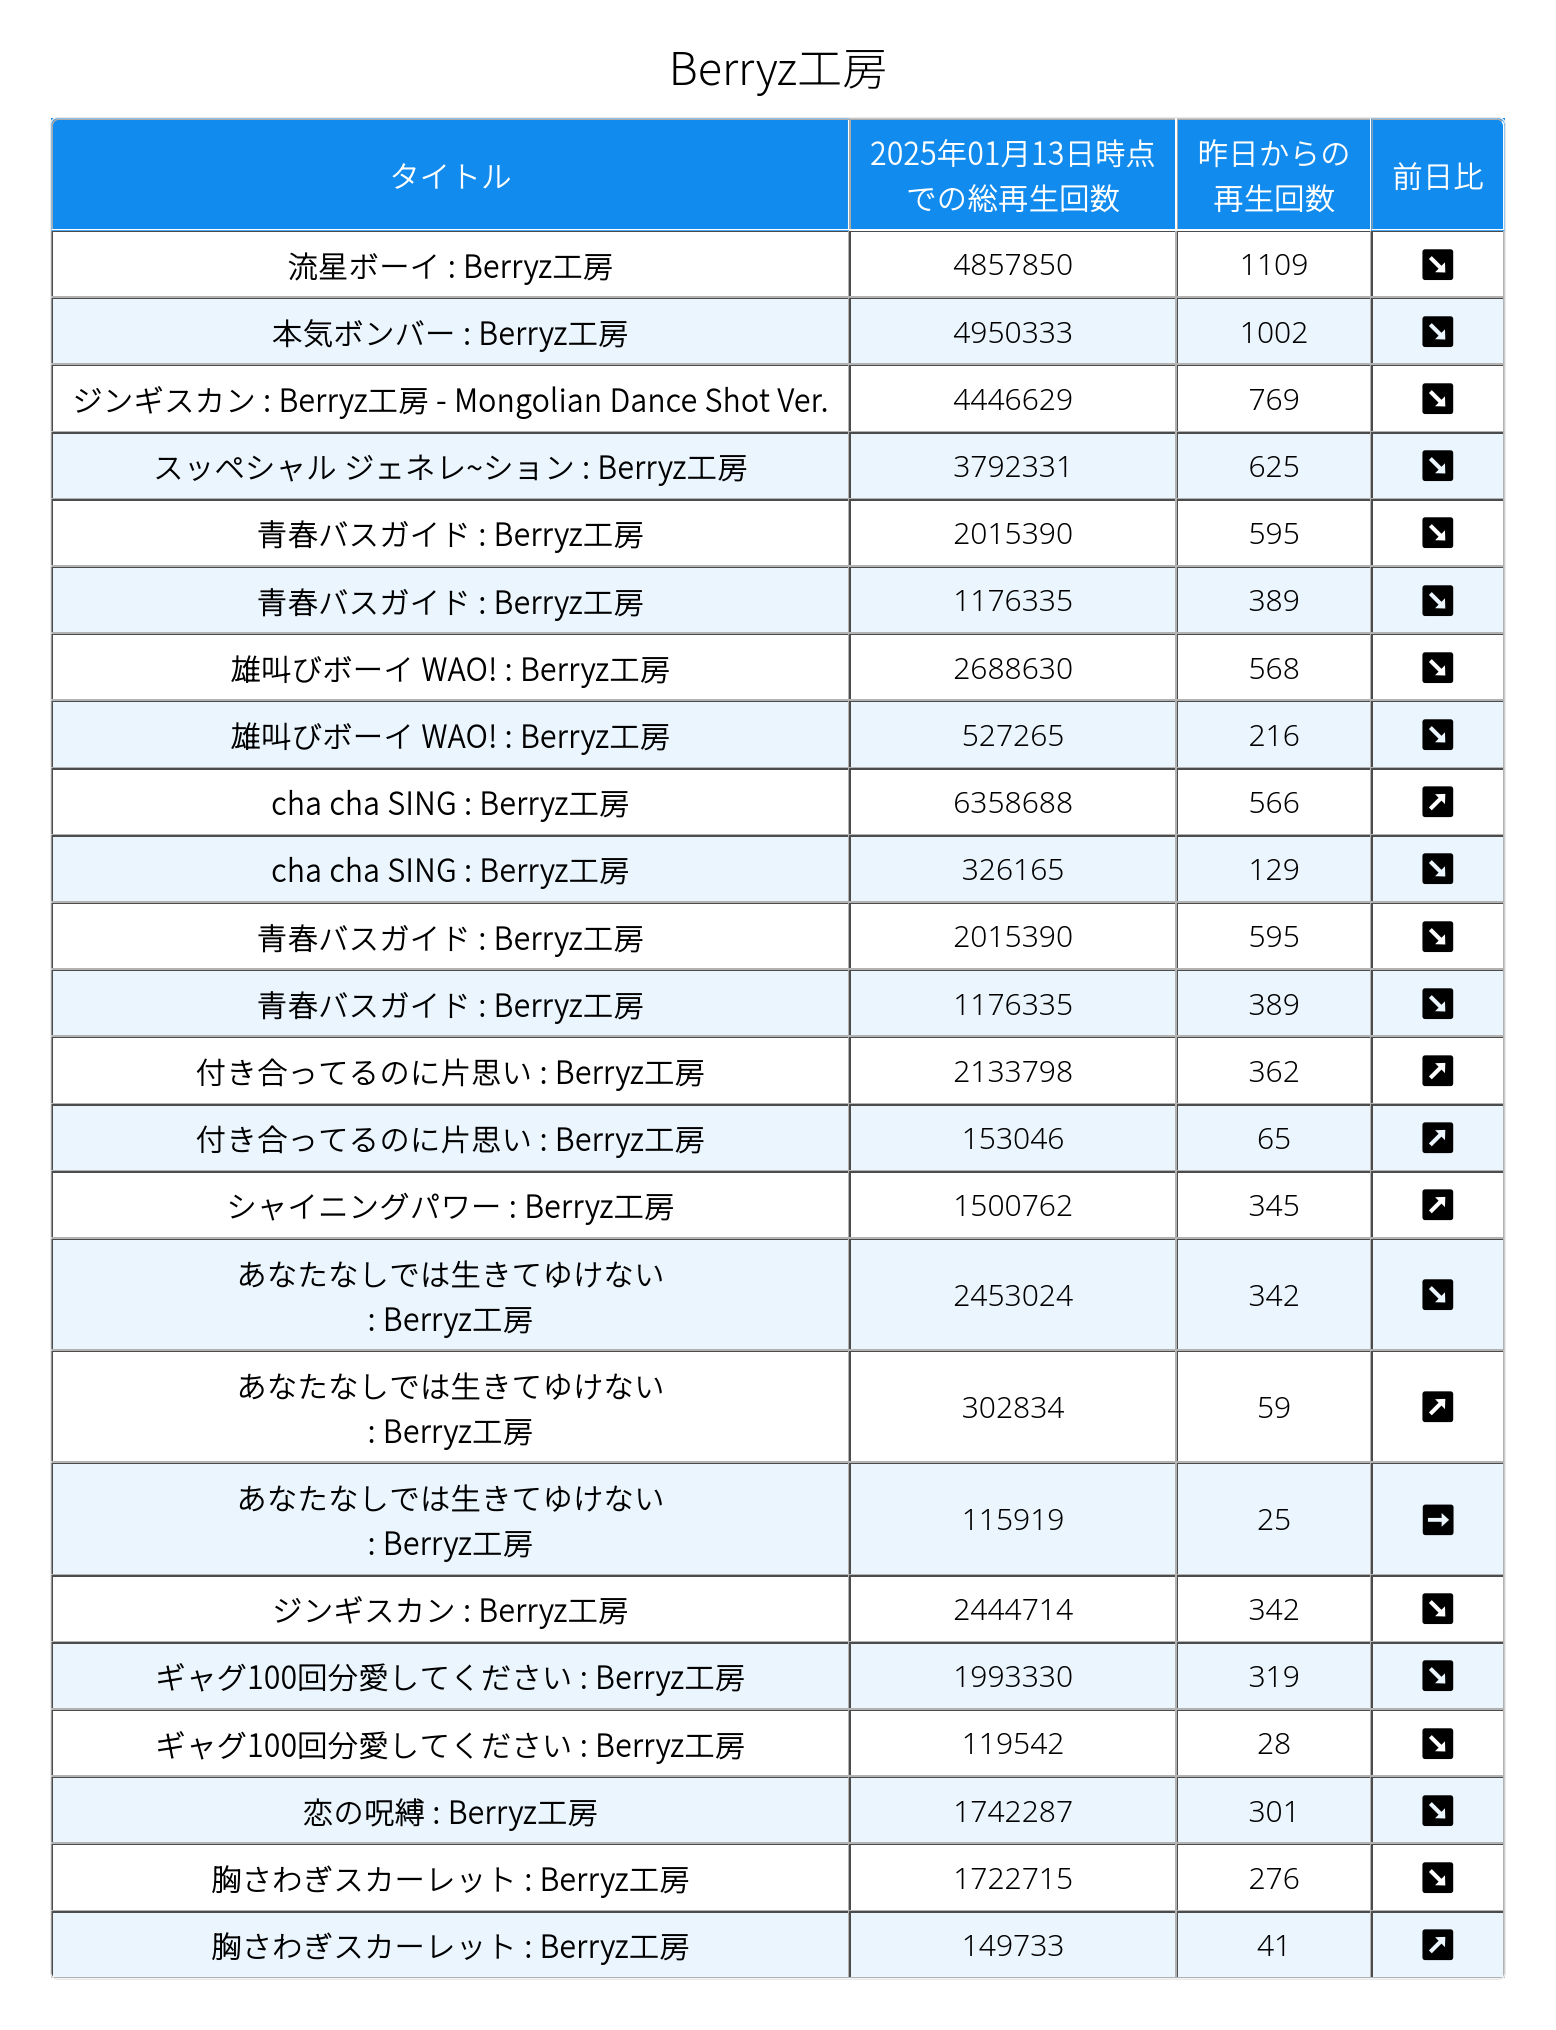 Berryz工房
タイトル 2025年01月13日時点 昨日からの 前日比
での総再生回数 再生回数
流星ボーイ : Berryz工房 4857850 1109 ↘
本気ボンバー : Berryz工房 4950333 1002 ↘
ジンギスカン : Berryz工房 - Mongolian Dance Shot Ver. 4446629 769 ↘
スッペシャル ジェネレ~ション : Berryz工房 3792331 625 ↘
青春バスガイド : Berryz工房 2015390 595 ↘
青春バスガイド : Berryz工房 1176335 389 ↘
雄叫びボーイ WAO! : Berryz工房 2688630 568 ↘
雄叫びボーイ WAO! : Berryz工房 527265 216 ↘
cha cha SING : Berryz工房 6358688 566 ↗
cha cha SING : Berryz工房 326165 129 ↘
青春バスガイド : Berryz工房 2015390 595 ↘
青春バスガイド : Berryz工房 1176335 389 ↘
付き合ってるのに片思い : Berryz工房 2133798 362 ↗
付き合ってるのに片思い : Berryz工房 153046 65 ↗
シャイニングパワー : Berryz工房 1500762 345 ↗
あなたなしでは生きてゆけない
: Berryz工房 2453024 342 ↘
あなたなしでは生きてゆけない
: Berryz工房 302834 59 ↗
あなたなしでは生きてゆけない
: Berryz工房 115919 25 →
ジンギスカン : Berryz工房 2444714 342 ↘
ギャグ100回分愛してください : Berryz工房 1993330 319 ↘
ギャグ100回分愛してください : Berryz工房 119542 28 ↘
恋の呪縛 : Berryz工房 1742287 301 ↘
胸さわぎスカーレット : Berryz工房 1722715 276 ↘
胸さわぎスカーレット : Berryz工房 149733 41 ↗